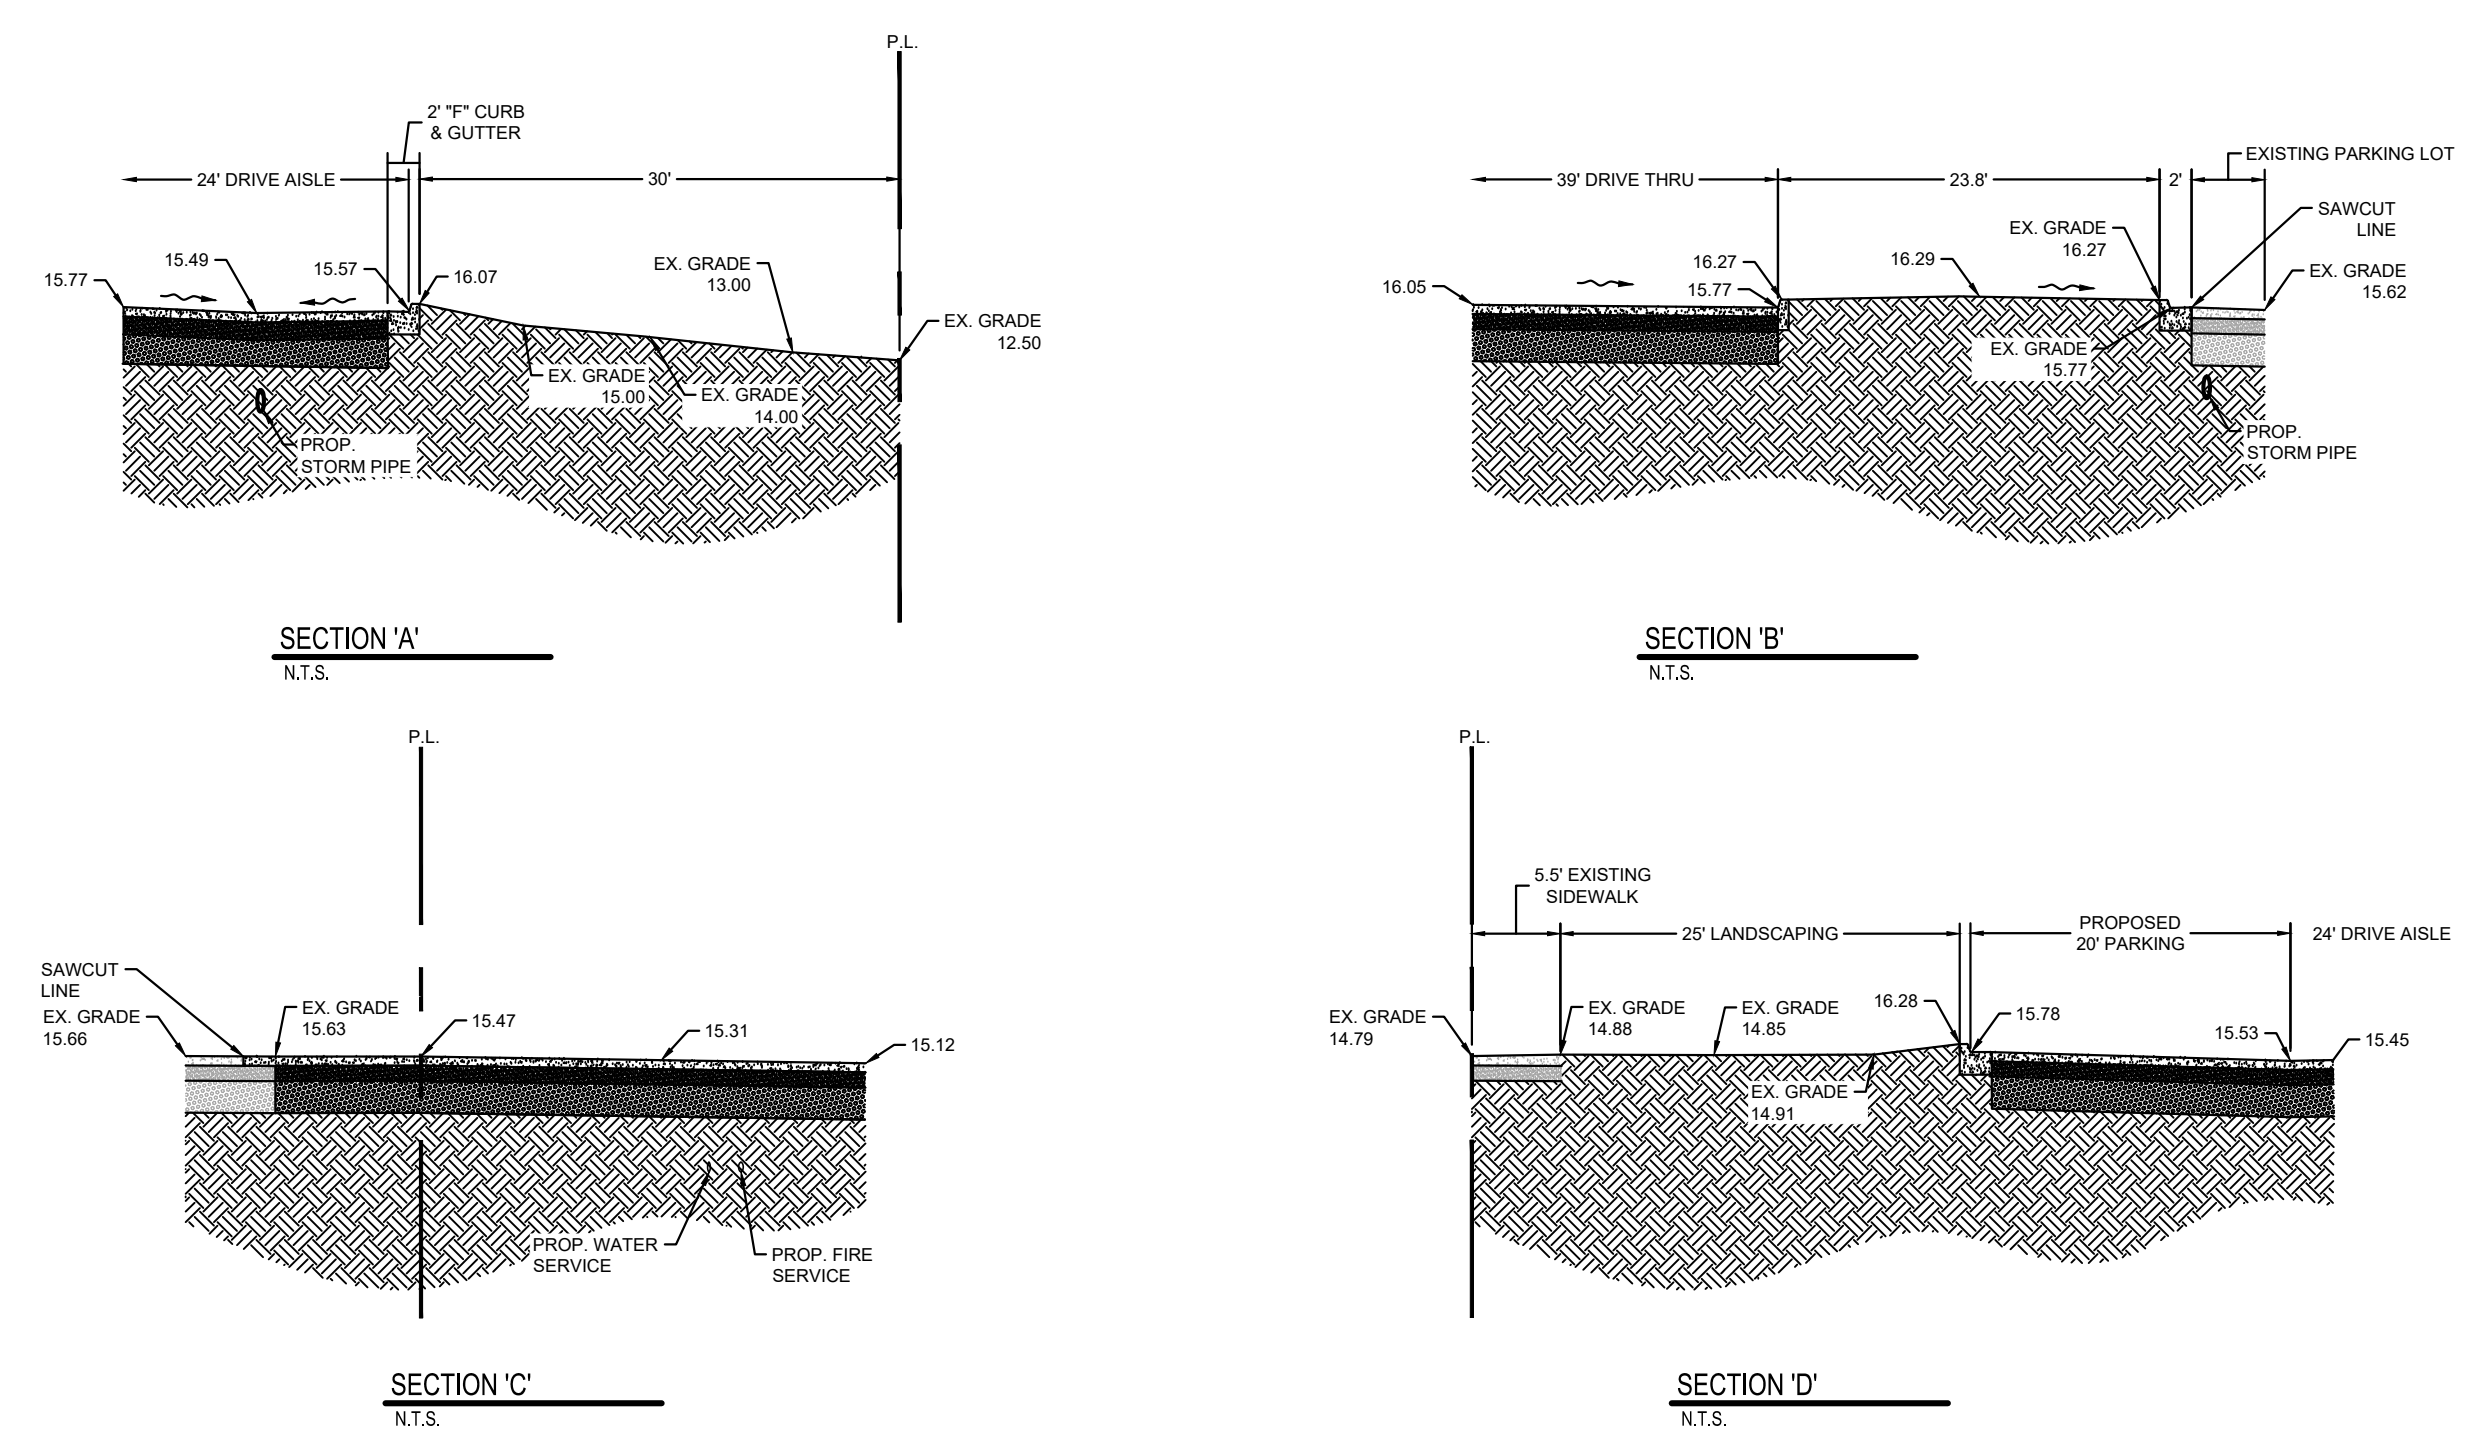 P.L.
2' "F" CURB
& GUTTER
24' DRIVE AISLE
30'
15.77
15.49
15.57
16.07
EX. GRADE
13.00
EX. GRADE
12.50
EX. GRADE
15.00
EX. GRADE
14.00
PROP.
STORM PIPE
SECTION 'A'
N.T.S.
EXISTING PARKING LOT
39' DRIVE THRU
23.8'
2'
SAWCUT
LINE
EX. GRADE
16.27
16.05
16.27
15.77
16.29
EX. GRADE
15.62
EX. GRADE
15.77
PROP.
STORM PIPE
SECTION 'B'
N.T.S.
P.L.
SAWCUT
LINE
EX. GRADE
15.66
EX. GRADE
15.63
15.47
15.31
15.12
PROP. WATER
SERVICE
PROP. FIRE
SERVICE
SECTION 'C'
N.T.S.
P.L.
5.5' EXISTING
SIDEWALK
25' LANDSCAPING
PROPOSED
20' PARKING
24' DRIVE AISLE
EX. GRADE
14.79
EX. GRADE
14.88
EX. GRADE
14.85
16.28
15.78
15.53
15.45
EX. GRADE
14.91
SECTION 'D'
N.T.S.